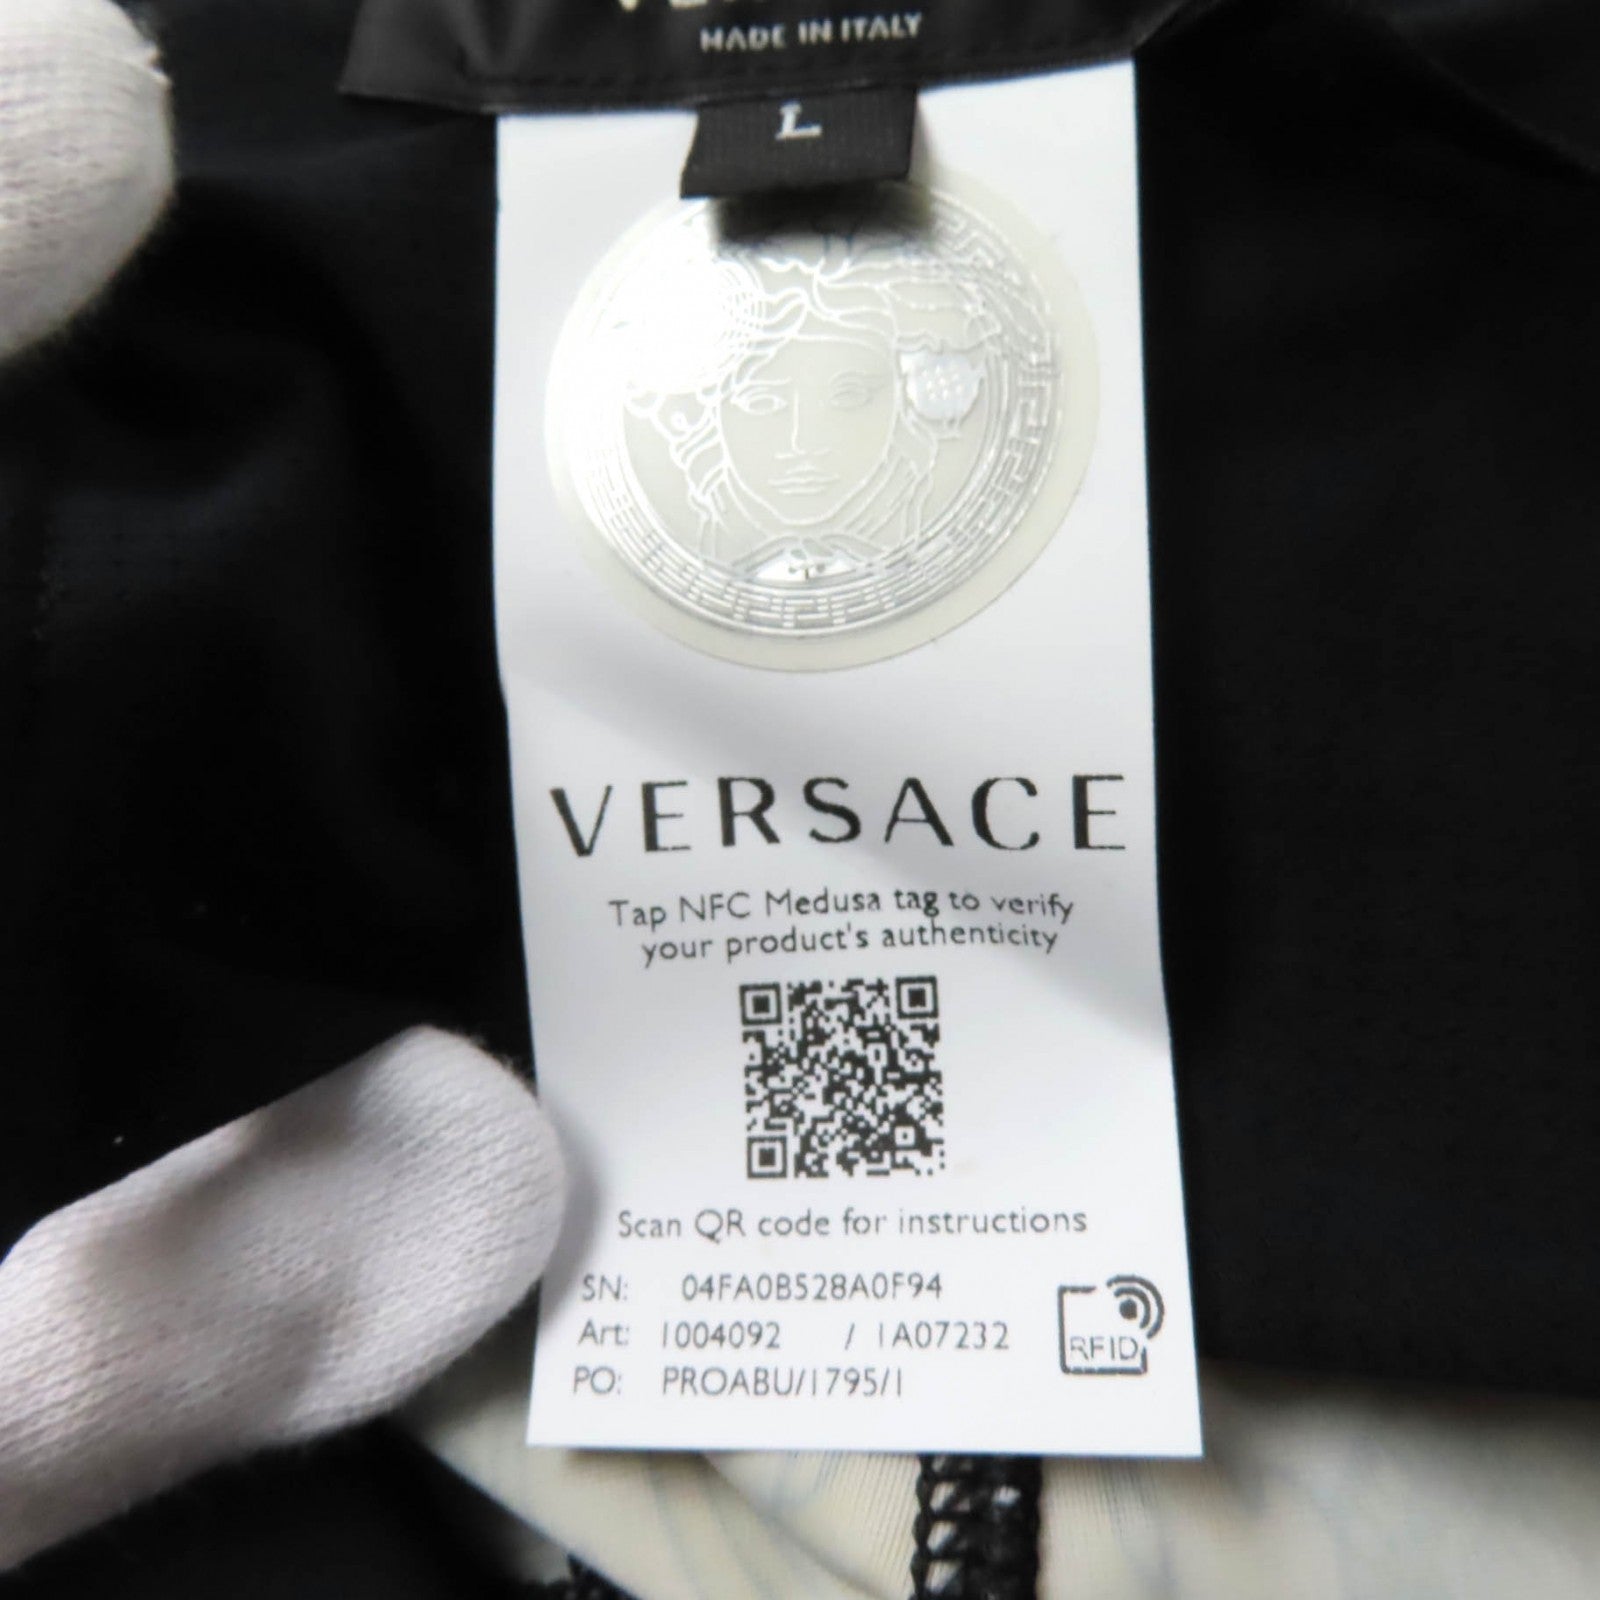 MADE IN ITALY
L
VERSACE
Tap NFC Medusa tag to verify
your product's authenticity
Scan QR code for instructions
SN: 04FA0B528A0F94
Art: 1004092 / 1A07232
PO: PROABU/1795/1
RFID